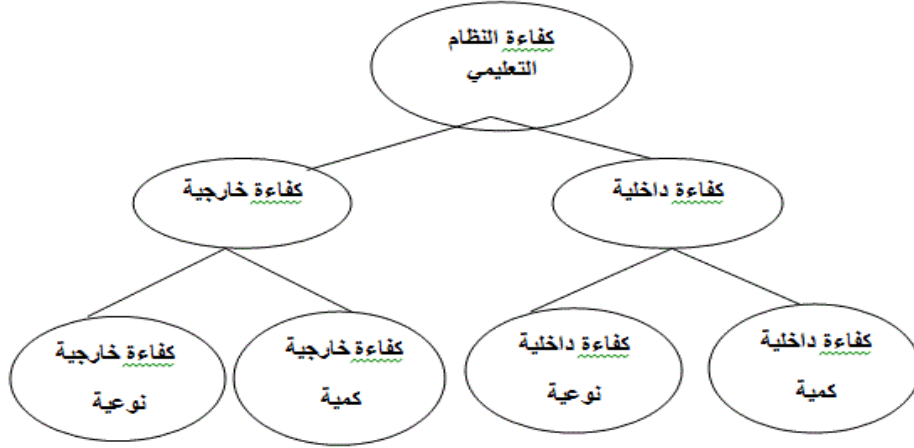 كفاءة النظام
التعليمي
كفاءة داخلية
كفاءة خارجية
كفاءة داخلية
كمية
كفاءة داخلية
نوعية
كفاءة خارجية
كمية
كفاءة خارجية
نوعية